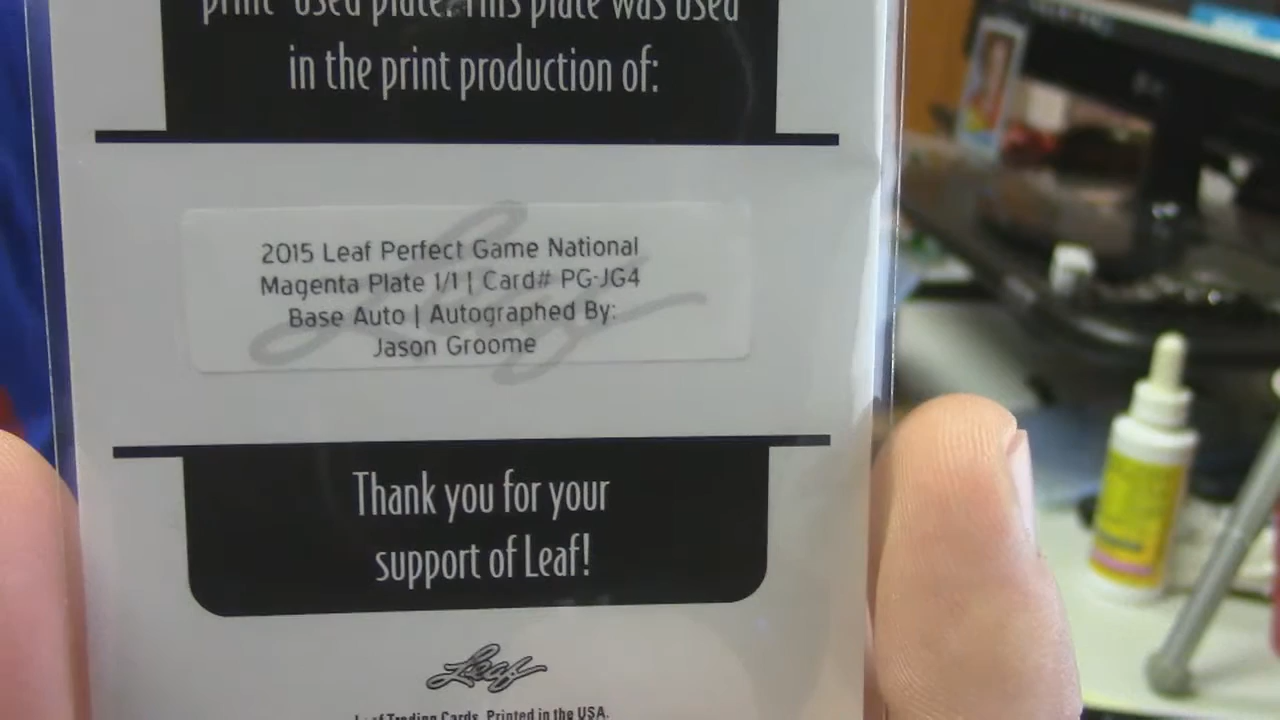 print used plate. This plate was used
in the print production of:
2015 Leaf Perfect Game National
Magenta Plate 1/1 | Card# PG-JG4
Base Auto | Autographed By:
Jason Groome
Thank you for your
support of Leaf!
Leaf
Leaf Trading Cards. Printed in the USA.